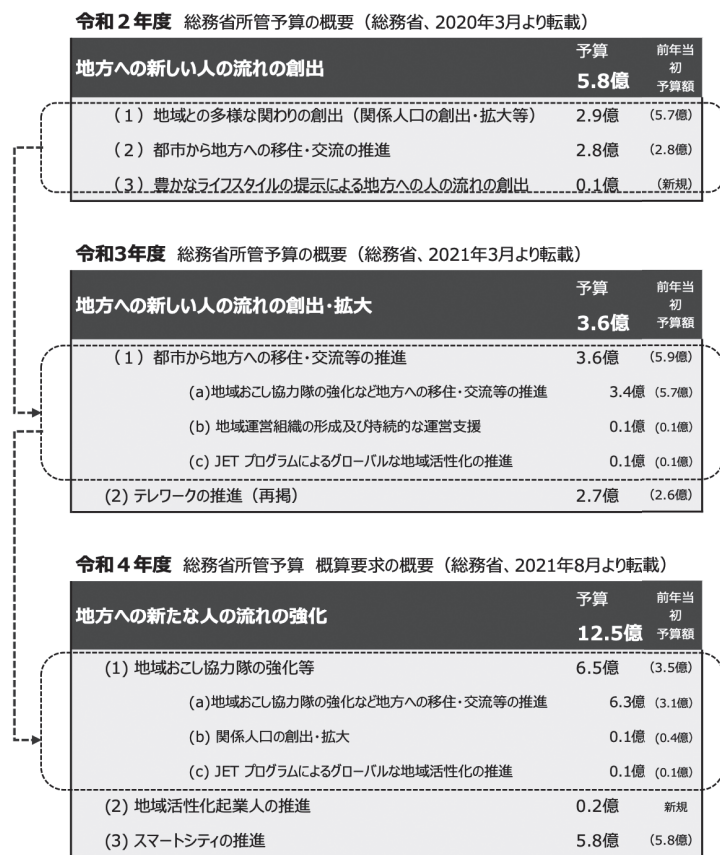 令和２年度 総務省所管予算の概要（総務省、2020年3月より転載）
地方への新しい人の流れの創出 予算 5.8億 前年当初予算額
（1）地域との多様な関わりの創出（関係人口の創出・拡大等） 2.9億 (5.7億)
（2）都市から地方への移住・交流の推進 2.8億 (2.8億)
（3）豊かなライフスタイルの提示による地方への人の流れの創出 0.1億 (新規)
令和3年度 総務省所管予算の概要（総務省、2021年3月より転載）
地方への新しい人の流れの創出・拡大 予算 3.6億 前年当初予算額
（1）都市から地方への移住・交流等の推進 3.6億 (5.9億)
(a)地域おこし協力隊の強化など地方への移住・交流等の推進 3.4億 (5.7億)
(b) 地域運営組織の形成及び持続的な運営支援 0.1億 (0.1億)
(c) JET プログラムによるグローバルな地域活性化の推進 0.1億 (0.1億)
(2) テレワークの推進（再掲） 2.7億 (2.6億)
令和４年度 総務省所管予算 概算要求の概要（総務省、2021年8月より転載）
地方への新たな人の流れの強化 予算 12.5億 前年当初予算額
(1) 地域おこし協力隊の強化等 6.5億 (3.5億)
(a)地域おこし協力隊の強化など地方への移住・交流等の推進 6.3億 (3.1億)
(b) 関係人口の創出・拡大 0.1億 (0.4億)
(c) JET プログラムによるグローバルな地域活性化の推進 0.1億 (0.1億)
(2) 地域活性化起業人の推進 0.2億 新規
(3) スマートシティの推進 5.8億 (5.8億)